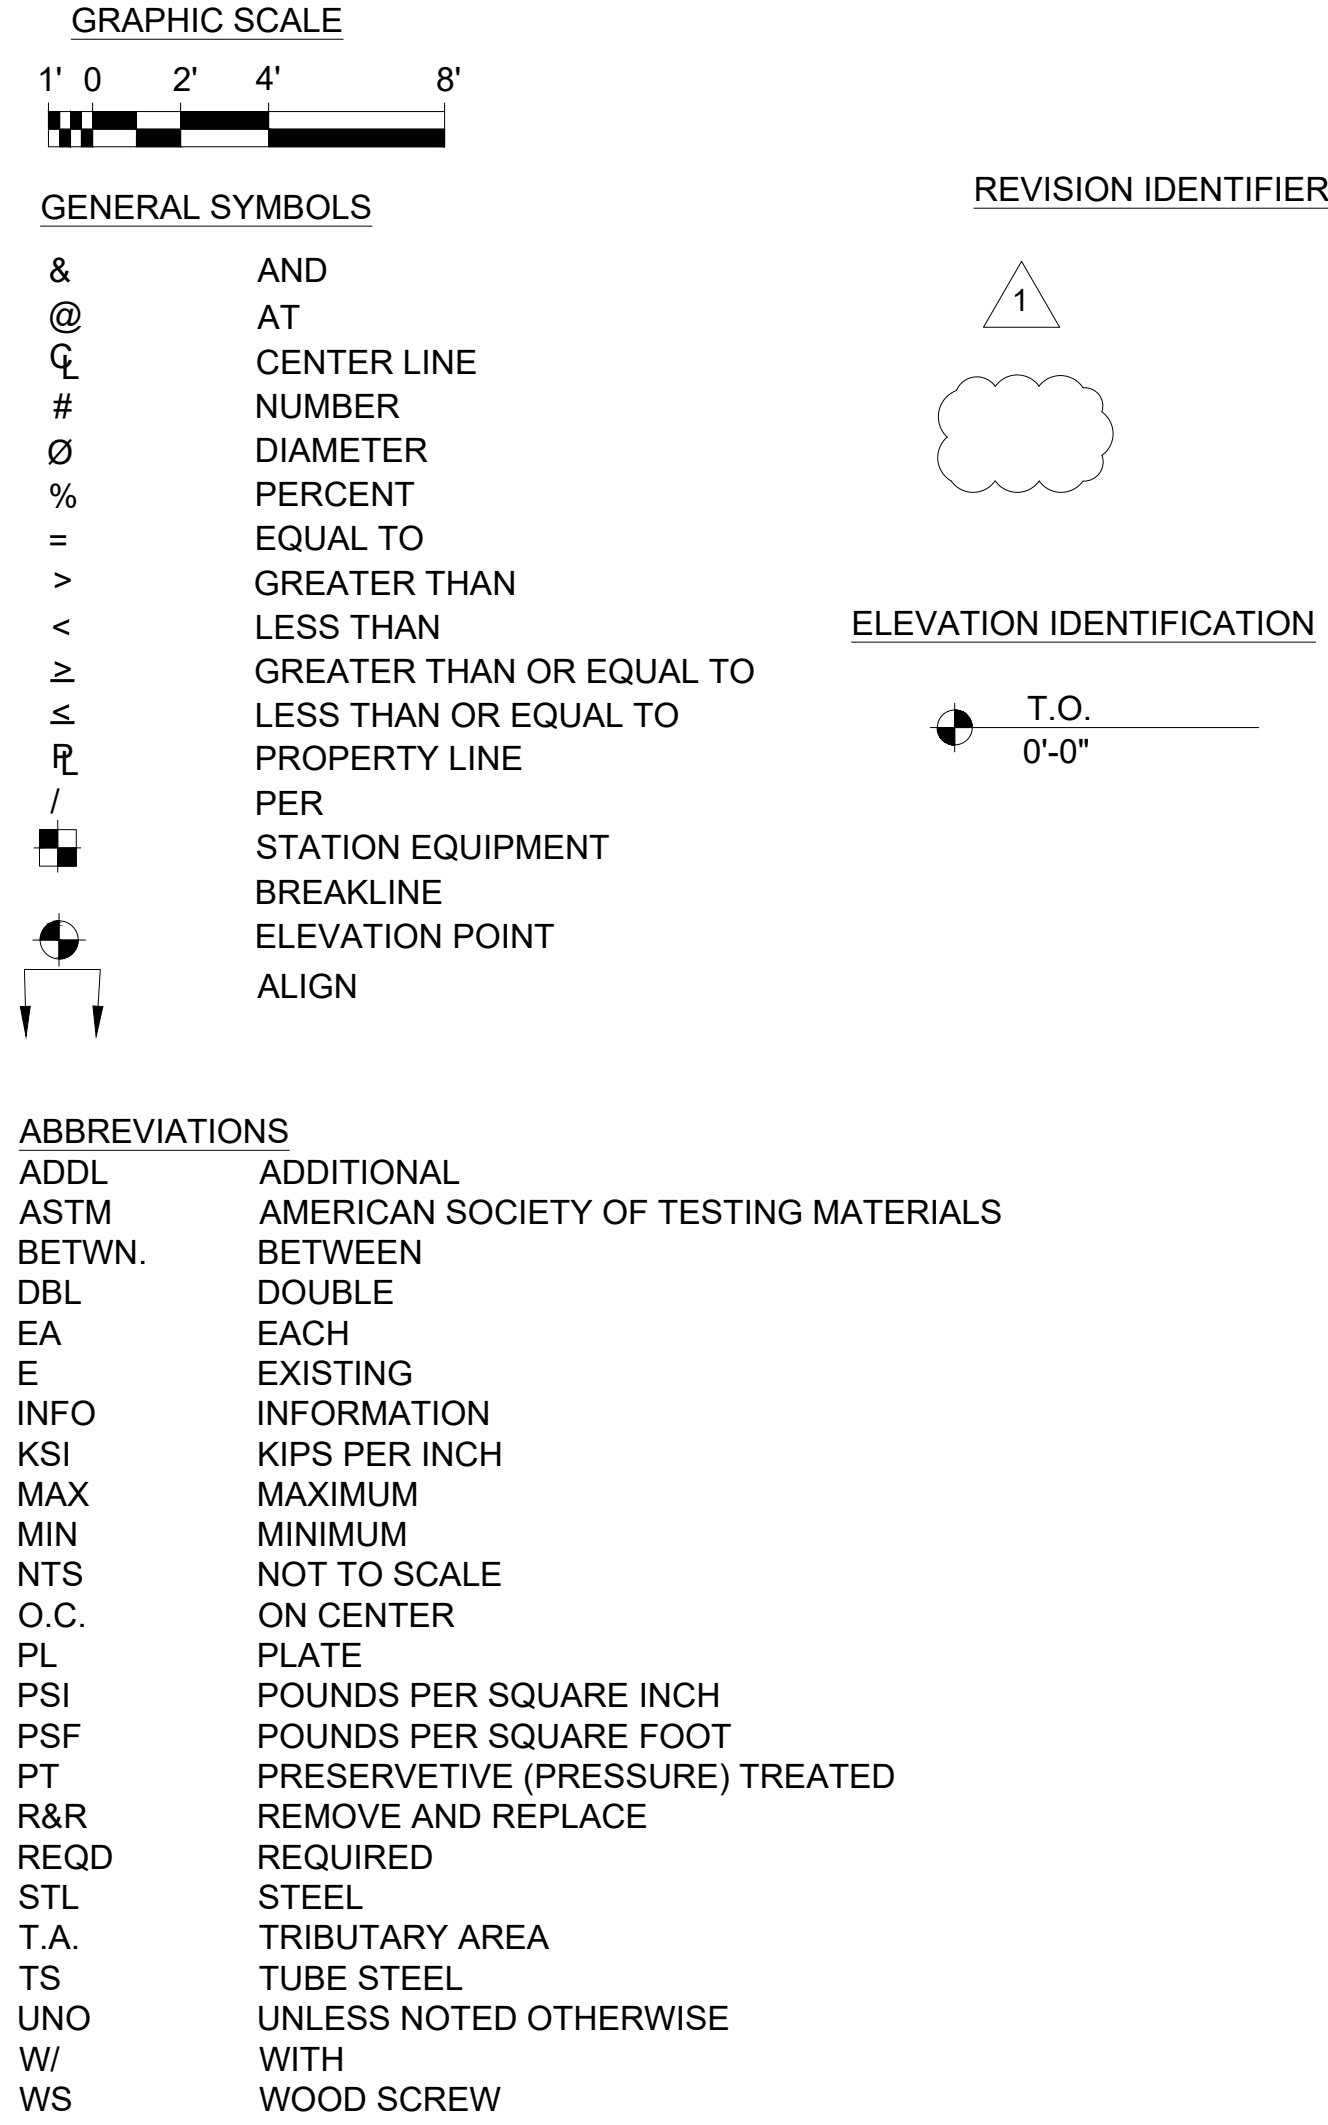 GRAPHIC SCALE
1' 0 2' 4' 8'
GENERAL SYMBOLS
& AND
@ AT
℄ CENTER LINE
# NUMBER
Ø DIAMETER
% PERCENT
= EQUAL TO
> GREATER THAN
< LESS THAN
≥ GREATER THAN OR EQUAL TO
≤ LESS THAN OR EQUAL TO
PL PROPERTY LINE
/ PER
STATION EQUIPMENT
BREAKLINE
ELEVATION POINT
ALIGN
REVISION IDENTIFIER
1
ELEVATION IDENTIFICATION
T.O.
0'-0"
ABBREVIATIONS
ADDL ADDITIONAL
ASTM AMERICAN SOCIETY OF TESTING MATERIALS
BETWN. BETWEEN
DBL DOUBLE
EA EACH
E EXISTING
INFO INFORMATION
KSI KIPS PER INCH
MAX MAXIMUM
MIN MINIMUM
NTS NOT TO SCALE
O.C. ON CENTER
PL PLATE
PSI POUNDS PER SQUARE INCH
PSF POUNDS PER SQUARE FOOT
PT PRESERVETIVE (PRESSURE) TREATED
R&R REMOVE AND REPLACE
REQD REQUIRED
STL STEEL
T.A. TRIBUTARY AREA
TS TUBE STEEL
UNO UNLESS NOTED OTHERWISE
W/ WITH
WS WOOD SCREW